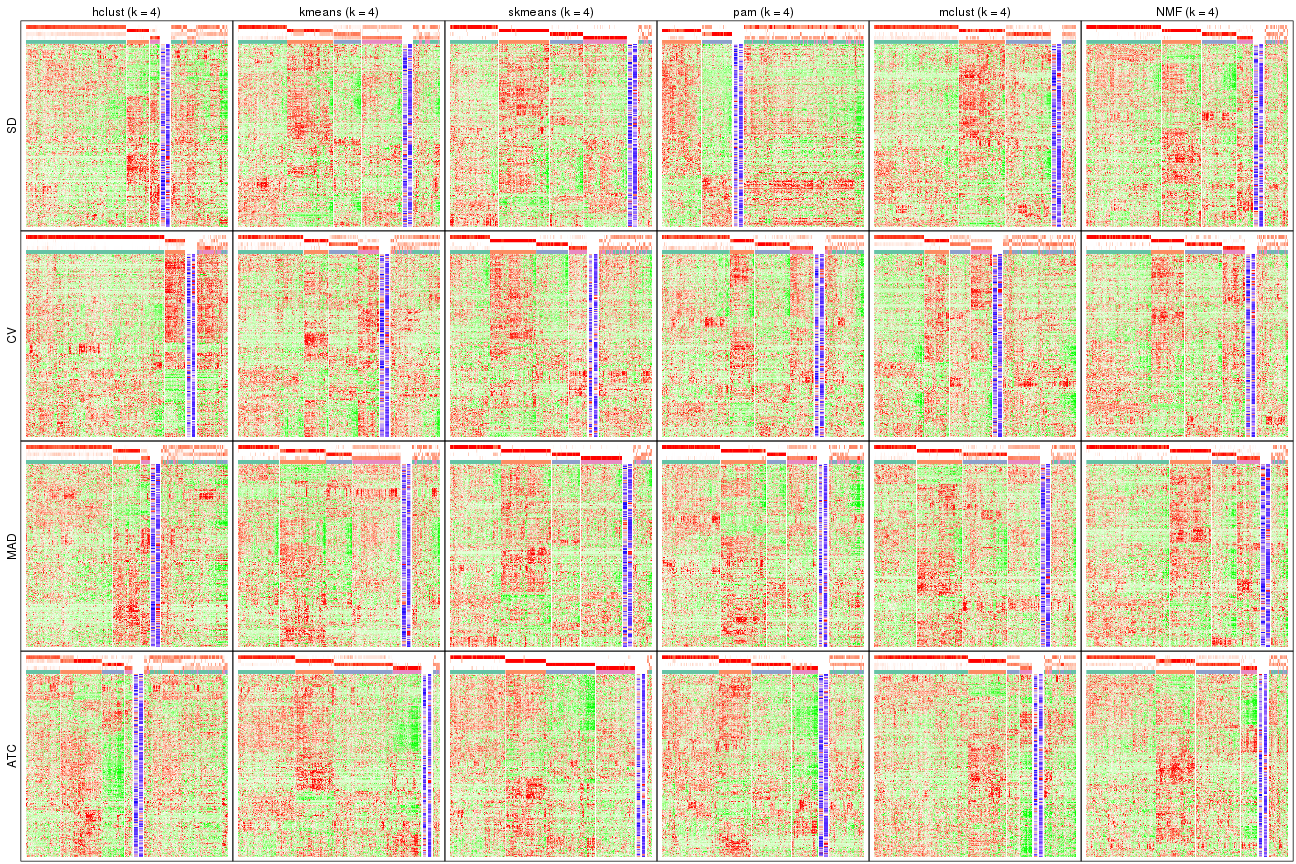 hclust (k = 4) kmeans (k = 4) skmeans (k = 4) pam (k = 4) mclust (k = 4) NMF (k = 4)
SD
CV
MAD
ATC